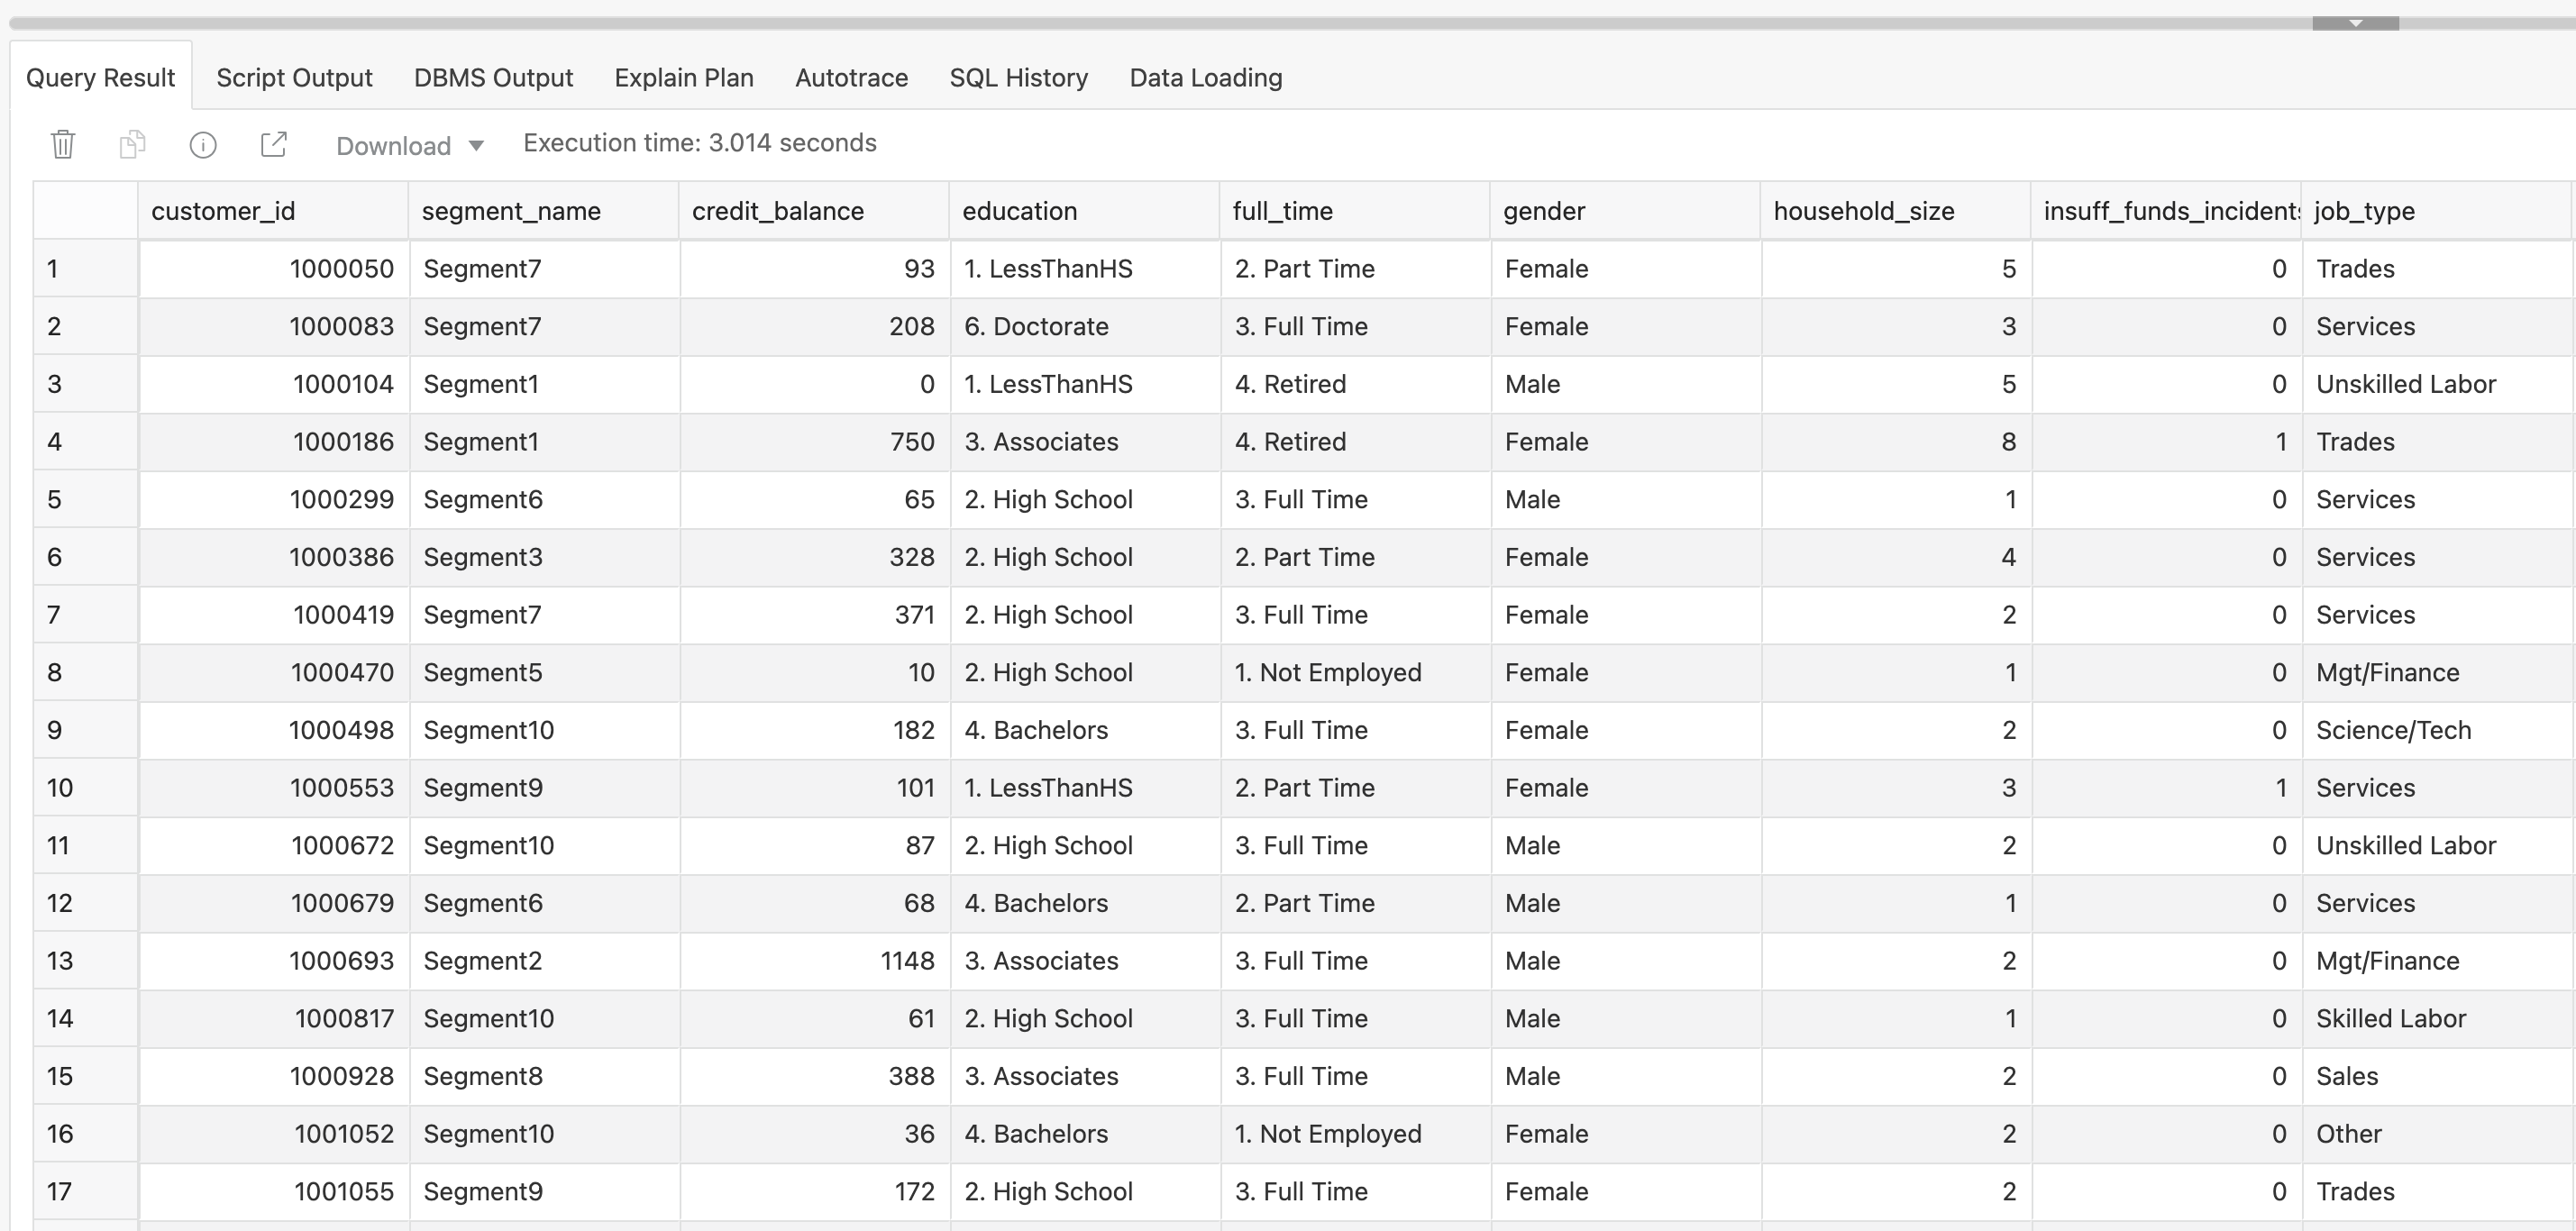 Query Result Script Output DBMS Output Explain Plan Autotrace SQL History Data Loading
Download Execution time: 3.014 seconds
customer_id segment_name credit_balance education full_time gender household_size insuff_funds_incidents job_type
1 1000050 Segment7 93 1. LessThanHS 2. Part Time Female 5 0 Trades
2 1000083 Segment7 208 6. Doctorate 3. Full Time Female 3 0 Services
3 1000104 Segment1 0 1. LessThanHS 4. Retired Male 5 0 Unskilled Labor
4 1000186 Segment1 750 3. Associates 4. Retired Female 8 1 Trades
5 1000299 Segment6 65 2. High School 3. Full Time Male 1 0 Services
6 1000386 Segment3 328 2. High School 2. Part Time Female 4 0 Services
7 1000419 Segment7 371 2. High School 3. Full Time Female 2 0 Services
8 1000470 Segment5 10 2. High School 1. Not Employed Female 1 0 Mgt/Finance
9 1000498 Segment10 182 4. Bachelors 3. Full Time Female 2 0 Science/Tech
10 1000553 Segment9 101 1. LessThanHS 2. Part Time Female 3 1 Services
11 1000672 Segment10 87 2. High School 3. Full Time Male 2 0 Unskilled Labor
12 1000679 Segment6 68 4. Bachelors 2. Part Time Male 1 0 Services
13 1000693 Segment2 1148 3. Associates 3. Full Time Male 2 0 Mgt/Finance
14 1000817 Segment10 61 2. High School 3. Full Time Male 1 0 Skilled Labor
15 1000928 Segment8 388 3. Associates 3. Full Time Male 2 0 Sales
16 1001052 Segment10 36 4. Bachelors 1. Not Employed Female 2 0 Other
17 1001055 Segment9 172 2. High School 3. Full Time Female 2 0 Trades